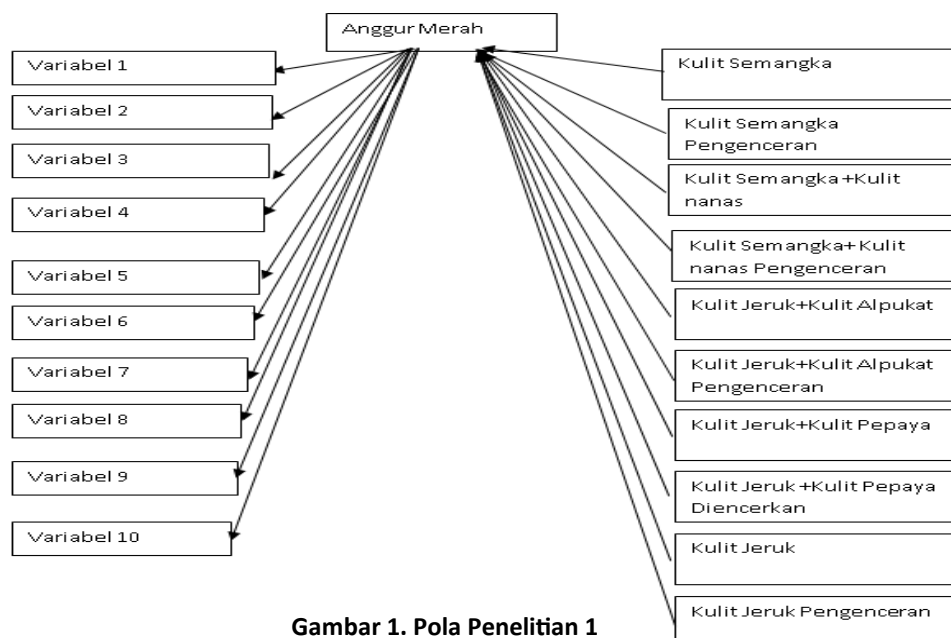 Anggur Merah
Variabel 1
Variabel 2
Variabel 3
Variabel 4
Variabel 5
Variabel 6
Variabel 7
Variabel 8
Variabel 9
Variabel 10
Kulit Semangka
Kulit Semangka
Pengenceran
Kulit Semangka +Kulit
nanas
Kulit Semangka+ Kulit
nanas Pengenceran
Kulit Jeruk+Kulit Alpukat
Kulit Jeruk+Kulit Alpukat
Pengenceran
Kulit Jeruk+Kulit Pepaya
Kulit Jeruk +Kulit Pepaya
Diencerkan
Kulit Jeruk
Kulit Jeruk Pengenceran
Gambar 1. Pola Penelitian 1